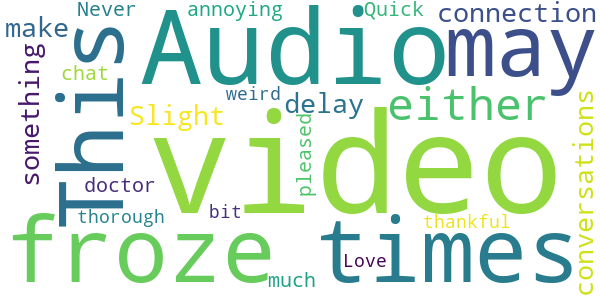 Never
annoying
Quick
connection
make
Audio
may
This
chat
something
weird
delay
either
Slight
video
pleased
conversations
doctor
thorough
bit
froze
times
thankful
Love
much